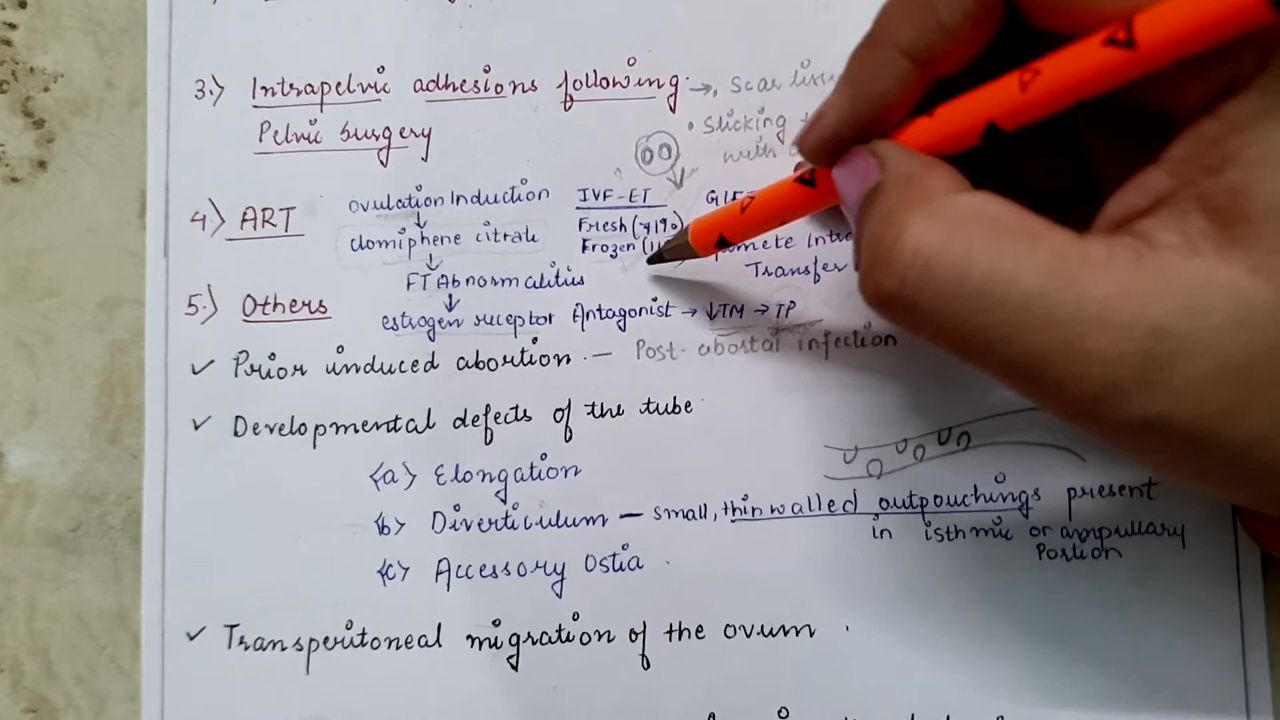 3.) Intrapelvic adhesions following → Scar
Pelvic surgery
• Sticking
with
4.) ART
ovulation Induction
↓
clomiphene citrate
↓
FT Abnormalities
↓
estrogen receptor Antagonist → ↓TM → TP
IVF-ET
Fresh (
Frozen (
Transfer
5.) Others
✓ Prior induced abortion. — Post-abortal infection
✓ Developmental defects of the tube
(a) Elongation
(b) Diverticulum — small, thinwalled outpouchings present
in isthmic or ampullary
Portion
(c) Accessory Ostia.
✓ Transperitoneal migration of the ovum.